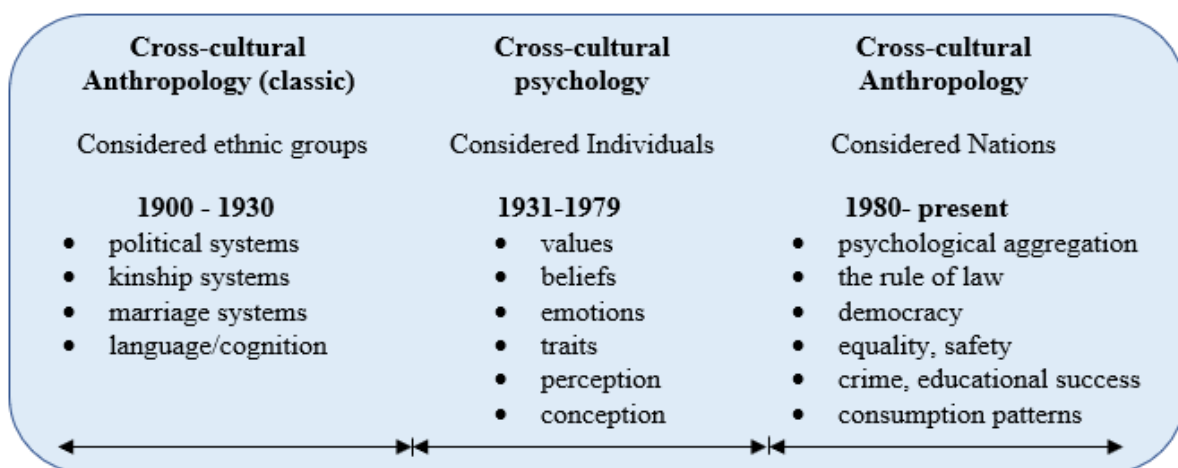 Cross-cultural
Anthropology (classic)
Considered ethnic groups
1900 - 1930
• political systems
• kinship systems
• marriage systems
• language/cognition
Cross-cultural
psychology
Considered Individuals
1931-1979
• values
• beliefs
• emotions
• traits
• perception
• conception
Cross-cultural
Anthropology
Considered Nations
1980- present
• psychological aggregation
• the rule of law
• democracy
• equality, safety
• crime, educational success
• consumption patterns